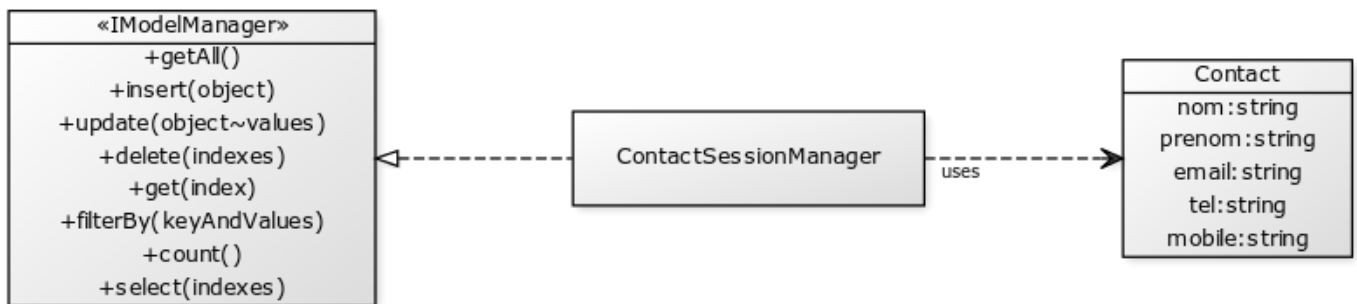 «IModelManager»
+getAll()
+insert(object)
+update(object~values)
+delete(indexes)
+get(index)
+filterBy(keyAndValues)
+count()
+select(indexes)
ContactSessionManager
uses
Contact
nom:string
prenom:string
email:string
tel:string
mobile:string